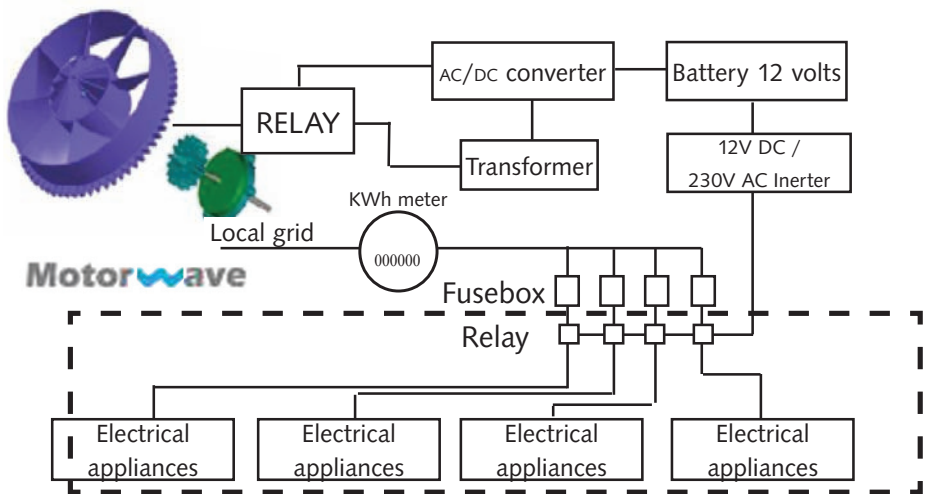 AC/DC converter
Battery 12 volts
RELAY
Transformer
12V DC /
230V AC Inerter
KWh meter
Local grid
000000
Motorwave
Fusebox
Relay
Electrical
appliances
Electrical
appliances
Electrical
appliances
Electrical
appliances